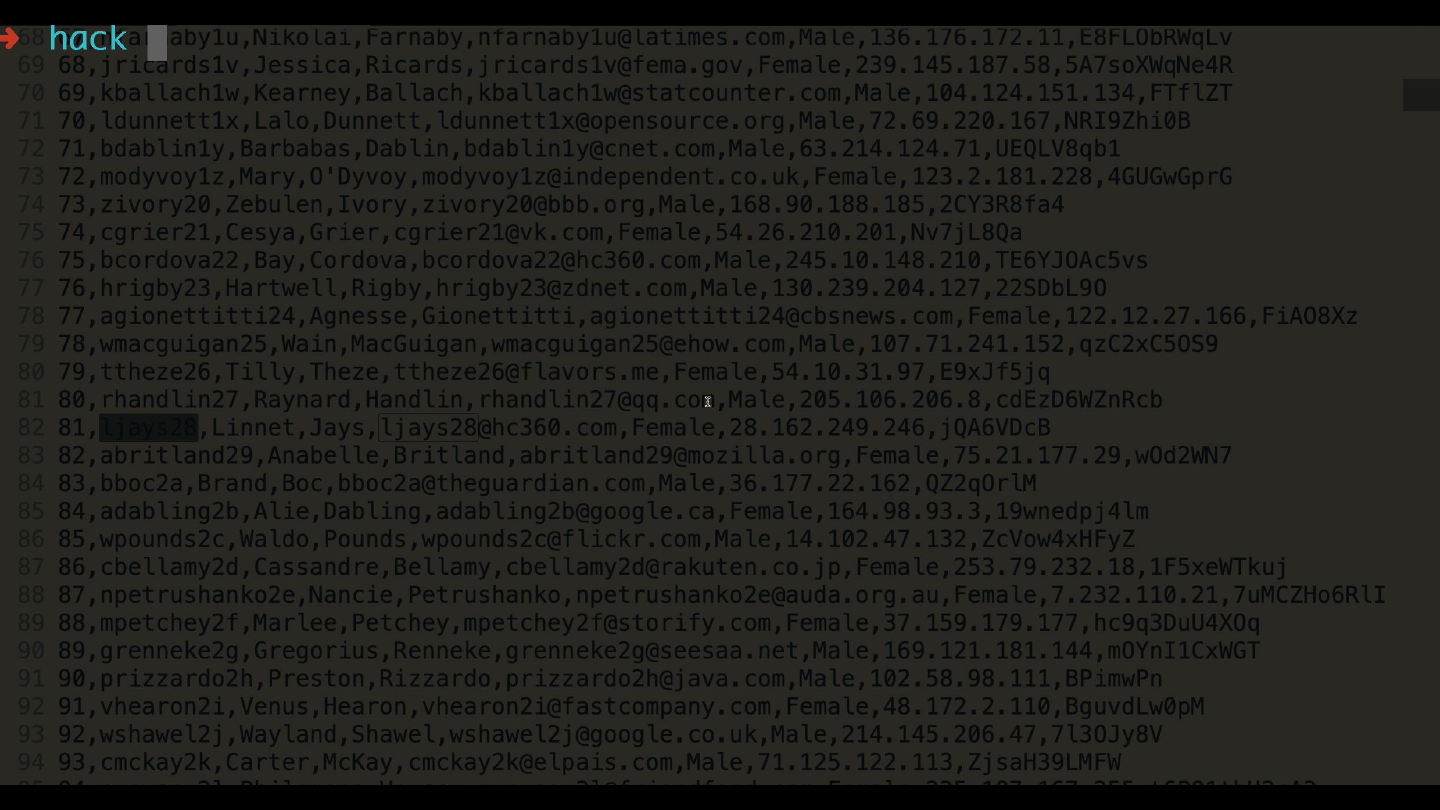 ➜ hack
68 aby1u,Nikolai,Farnaby,nfarnaby1u@latimes.com,Male,136.176.172.11,E8FLObRWqLv
69 68,jricards1v,Jessica,Ricards,jricards1v@fema.gov,Female,239.145.187.58,5A7soXWqNe4R
70 69,kballach1w,Kearney,Ballach,kballach1w@statcounter.com,Male,104.124.151.134,FTflZT
71 70,ldunnett1x,Lalo,Dunnett,ldunnett1x@opensource.org,Male,72.69.220.167,NRI9Zhi0B
72 71,bdablin1y,Barbabas,Dablin,bdablin1y@cnet.com,Male,63.214.124.71,UEQLV8qb1
73 72,modyvoy1z,Mary,O'Dyvoy,modyvoy1z@independent.co.uk,Female,123.2.181.228,4GUGwGprG
74 73,zivory20,Zebulen,Ivory,zivory20@bbb.org,Male,168.90.188.185,2CY3R8fa4
75 74,cgrier21,Cesya,Grier,cgrier21@vk.com,Female,54.26.210.201,Nv7jL8Qa
76 75,bcordova22,Bay,Cordova,bcordova22@hc360.com,Male,245.10.148.210,TE6YJOAc5vs
77 76,hrigby23,Hartwell,Rigby,hrigby23@zdnet.com,Male,130.239.204.127,22SDbL9O
78 77,agionettitti24,Agnesse,Gionettitti,agionettitti24@cbsnews.com,Female,122.12.27.166,FiAO8Xz
79 78,wmacguigan25,Wain,MacGuigan,wmacguigan25@ehow.com,Male,107.71.241.152,qzC2xC5OS9
80 79,ttheze26,Tilly,Theze,ttheze26@flavors.me,Female,54.10.31.97,E9xJf5jq
81 80,rhandlin27,Raynard,Handlin,rhandlin27@qq.com,Male,205.106.206.8,cdEzD6WZnRcb
82 81,ljays28,Linnet,Jays,ljays28@hc360.com,Female,28.162.249.246,jQA6VDcB
83 82,abritland29,Anabelle,Britland,abritland29@mozilla.org,Female,75.21.177.29,wOd2WN7
84 83,bboc2a,Brand,Boc,bboc2a@theguardian.com,Male,36.177.22.162,QZ2qOrlM
85 84,adabling2b,Alie,Dabling,adabling2b@google.ca,Female,164.98.93.3,19wnedpj4lm
86 85,wpounds2c,Waldo,Pounds,wpounds2c@flickr.com,Male,14.102.47.132,ZcVow4xHFyZ
87 86,cbellamy2d,Cassandre,Bellamy,cbellamy2d@rakuten.co.jp,Female,253.79.232.18,1F5xeWTkuj
88 87,npetrushanko2e,Nancie,Petrushanko,npetrushanko2e@auda.org.au,Female,7.232.110.21,7uMCZHo6RlI
89 88,mpetchey2f,Marlee,Petchey,mpetchey2f@storify.com,Female,37.159.179.177,hc9q3DuU4XOq
90 89,grenneke2g,Gregorius,Renneke,grenneke2g@seesaa.net,Male,169.121.181.144,mOYnI1CxWGT
91 90,prizzardo2h,Preston,Rizzardo,prizzardo2h@java.com,Male,102.58.98.111,BPimwPn
92 91,vhearon2i,Venus,Hearon,vhearon2i@fastcompany.com,Female,48.172.2.110,BguvdLw0pM
93 92,wshawel2j,Wayland,Shawel,wshawel2j@google.co.uk,Male,214.145.206.47,7l3OJy8V
94 93,cmckay2k,Carter,McKay,cmckay2k@elpais.com,Male,71.125.122.113,ZjsaH39LMFW